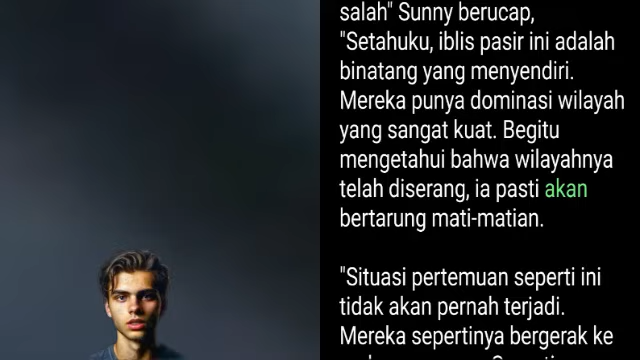 salah" Sunny berucap,
"Setahuku, iblis pasir ini adalah
binatang yang menyendiri.
Mereka punya dominasi wilayah
yang sangat kuat. Begitu
mengetahui bahwa wilayahnya
telah diserang, ia pasti akan
bertarung mati-matian.
"Situasi pertemuan seperti ini
tidak akan pernah terjadi.
Mereka sepertinya bergerak ke